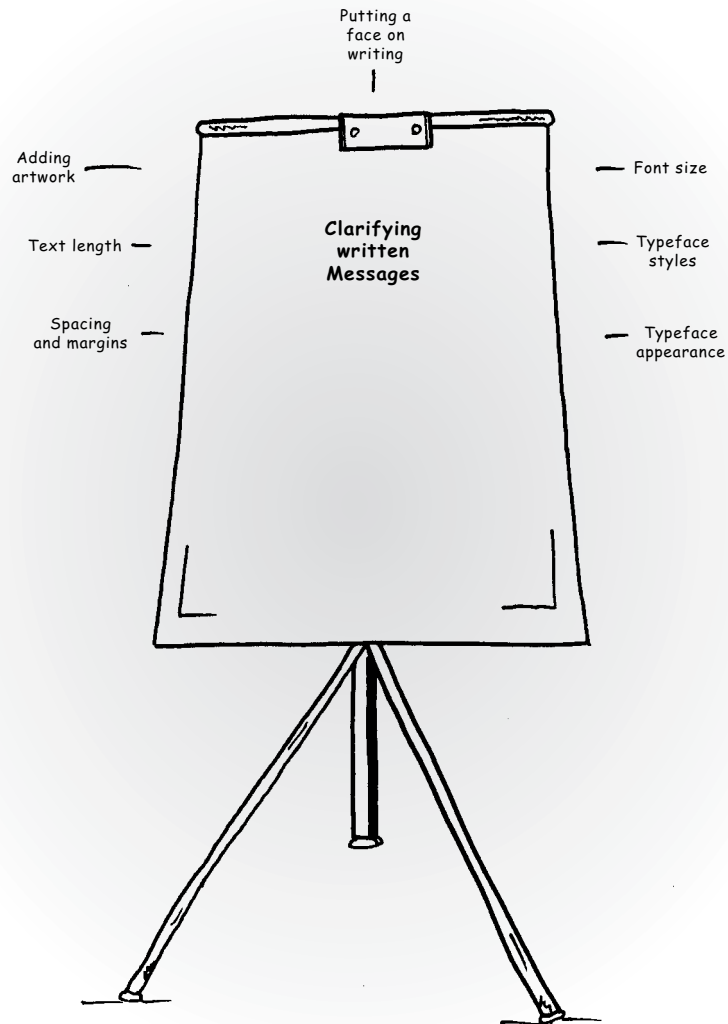 Putting a
face on
writing
Adding
artwork
Font size
Text length
Clarifying
written
Messages
Typeface
styles
Spacing
and margins
Typeface
appearance